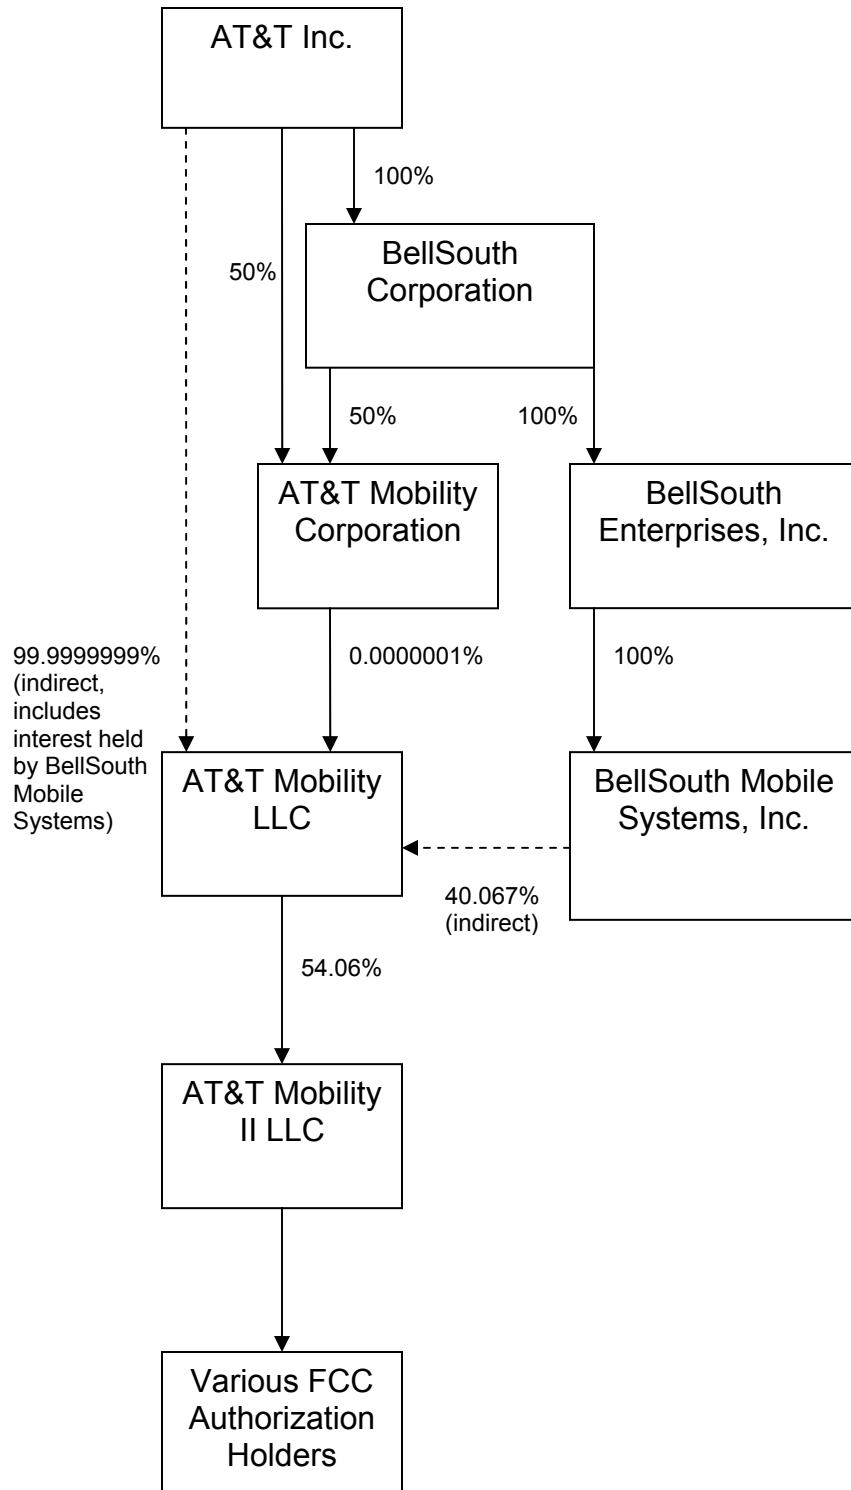 AT&T Inc.
100%
BellSouth
Corporation
50%
50%
100%
AT&T Mobility
Corporation
BellSouth
Enterprises, Inc.
99.9999999%
(indirect,
includes
interest held
by BellSouth
Mobile
Systems)
0.0000001%
100%
AT&T Mobility
LLC
BellSouth Mobile
Systems, Inc.
40.067%
(indirect)
54.06%
AT&T Mobility
II LLC
Various FCC
Authorization
Holders